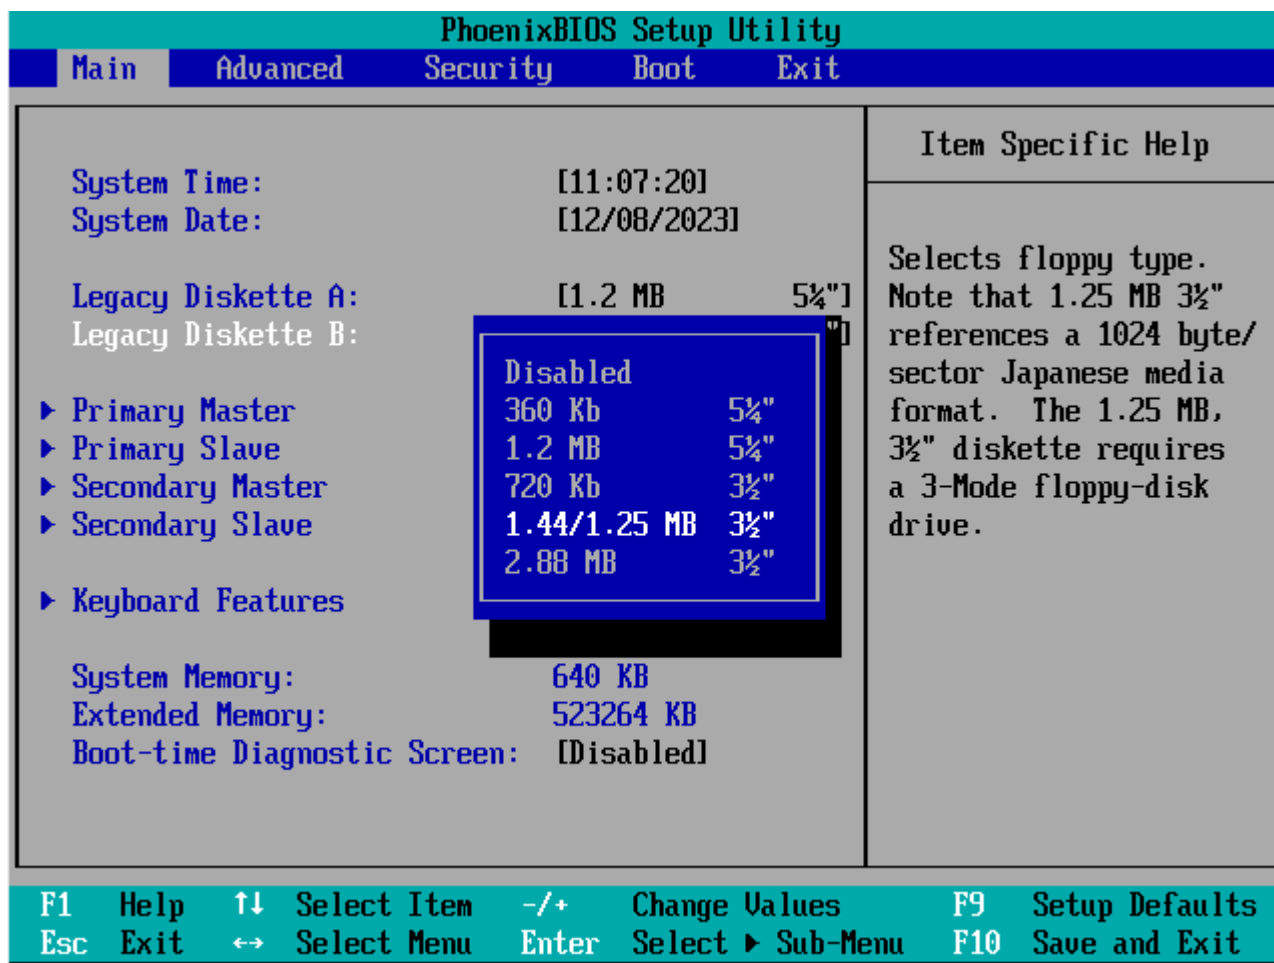 PhoenixBIOS Setup Utility
Main Advanced Security Boot Exit
System Time: [11:07:20]
System Date: [12/08/2023]
Legacy Diskette A: [1.2 MB 5¼"]
Legacy Diskette B: "]
Disabled
360 Kb 5¼"
1.2 MB 5¼"
720 Kb 3½"
1.44/1.25 MB 3½"
2.88 MB 3½"
▶ Primary Master
▶ Primary Slave
▶ Secondary Master
▶ Secondary Slave
▶ Keyboard Features
System Memory: 640 KB
Extended Memory: 523264 KB
Boot-time Diagnostic Screen: [Disabled]
Item Specific Help
Selects floppy type.
Note that 1.25 MB 3½"
references a 1024 byte/
sector Japanese media
format. The 1.25 MB,
3½" diskette requires
a 3-Mode floppy-disk
drive.
F1 Help ↑↓ Select Item -/+ Change Values F9 Setup Defaults
Esc Exit ↔ Select Menu Enter Select ▶ Sub-Menu F10 Save and Exit